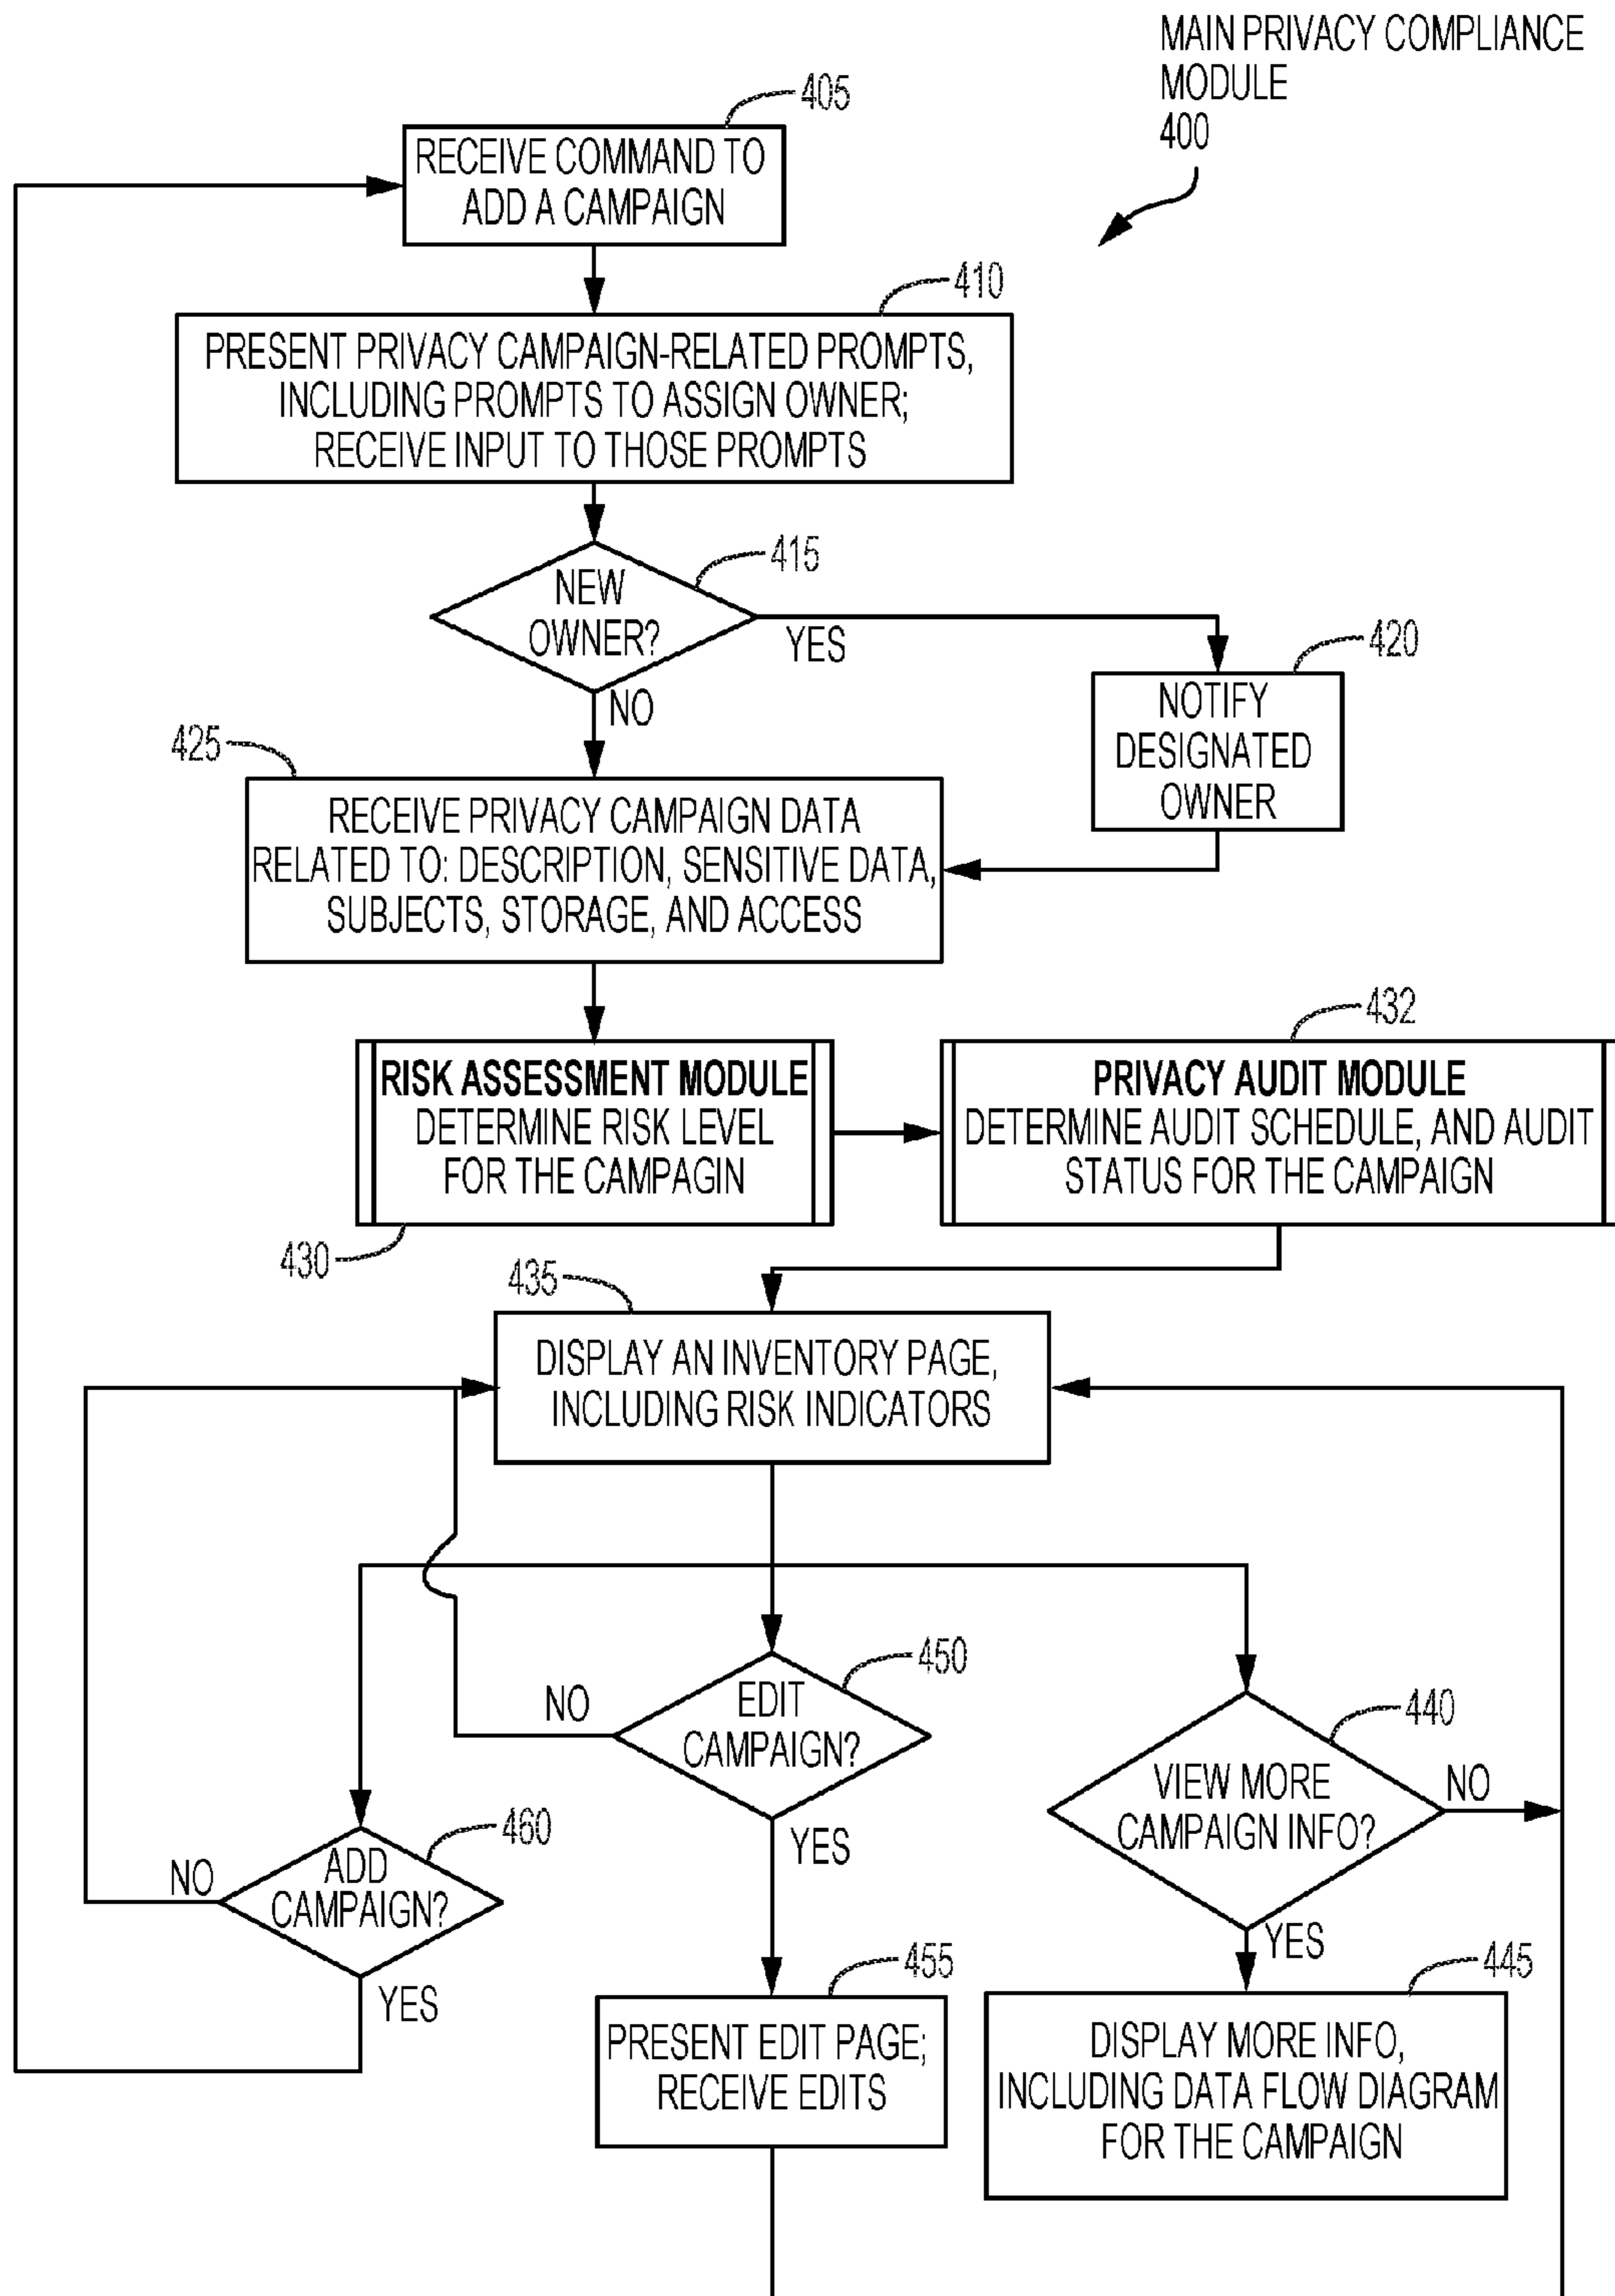 MAIN PRIVACY COMPLIANCE
MODULE
400
405
RECEIVE COMMAND TO
ADD A CAMPAIGN
410
PRESENT PRIVACY CAMPAIGN-RELATED PROMPTS,
INCLUDING PROMPTS TO ASSIGN OWNER;
RECEIVE INPUT TO THOSE PROMPTS
415
NEW
OWNER?
YES
NO
420
NOTIFY
DESIGNATED
OWNER
425
RECEIVE PRIVACY CAMPAIGN DATA
RELATED TO: DESCRIPTION, SENSITIVE DATA,
SUBJECTS, STORAGE, AND ACCESS
RISK ASSESSMENT MODULE
DETERMINE RISK LEVEL
FOR THE CAMPAGIN
430
432
PRIVACY AUDIT MODULE
DETERMINE AUDIT SCHEDULE, AND AUDIT
STATUS FOR THE CAMPAIGN
435
DISPLAY AN INVENTORY PAGE,
INCLUDING RISK INDICATORS
450
EDIT
CAMPAIGN?
NO
YES
440
VIEW MORE
CAMPAIGN INFO?
NO
YES
460
ADD
CAMPAIGN?
NO
YES
455
PRESENT EDIT PAGE;
RECEIVE EDITS
445
DISPLAY MORE INFO,
INCLUDING DATA FLOW DIAGRAM
FOR THE CAMPAIGN